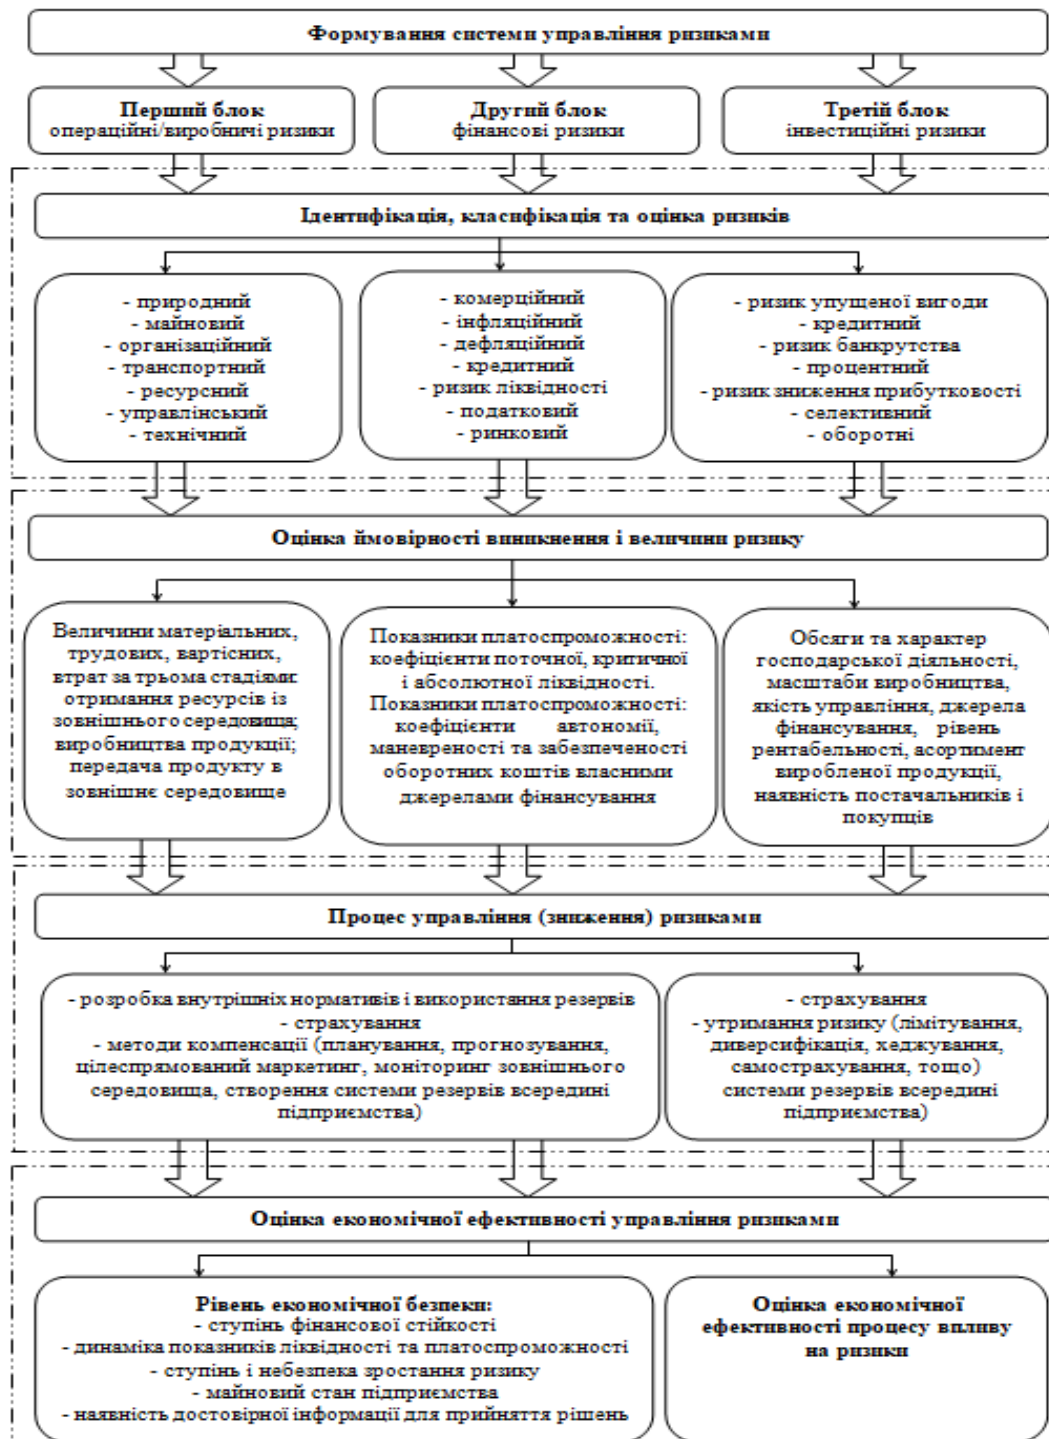 Формування системи управління ризиками
Перший блок
операційні/виробничі ризики
Другий блок
фінансові ризики
Третій блок
інвестиційні ризики
Ідентифікація, класифікація та оцінка ризиків
- природний
- майновий
- організаційний
- транспортний
- ресурсний
- управлінський
- технічний
- комерційний
- інфляційний
- дефляційний
- кредитний
- ризик ліквідності
- податковий
- ринковий
- ризик упущеної вигоди
- кредитний
- ризик банкрутства
- процентний
- ризик зниження прибутковості
- селективний
- оборотні
Оцінка ймовірності виникнення і величини ризику
Величини матеріальних,
трудових, вартісних,
втрат за трьома стадіями:
отримання ресурсів із
зовнішнього середовища;
виробництва продукції;
передача продукту в
зовнішнє середовище
Показники платоспроможності:
коефіцієнти поточної, критичної
і абсолютної ліквідності.
Показники платоспроможності:
коефіцієнти автономії,
маневреності та забезпеченості
оборотних коштів власними
джерелами фінансування
Обсяги та характер
господарської діяльності,
масштаби виробництва,
якість управління, джерела
фінансування, рівень
рентабельності, асортимент
виробленої продукції,
наявність постачальників і
покупців
Процес управління (зниження) ризиками
- розробка внутрішніх нормативів і використання резервів
- страхування
- методи компенсації (планування, прогнозування,
цілеспрямований маркетинг, моніторинг зовнішнього
середовища, створення системи резервів всередині
підприємства)
- страхування
- утримання ризику (лімітування,
диверсифікація, хеджування,
самострахування, тощо)
системи резервів всередині
підприємства)
Оцінка економічної ефективності управління ризиками
Рівень економічної безпеки:
- ступінь фінансової стійкості
- динаміка показників ліквідності та платоспроможності
- ступінь і небезпека зростання ризику
- майновий стан підприємства
- наявність достовірної інформації для прийняття рішень
Оцінка економічної
ефективності процесу впливу
на ризики